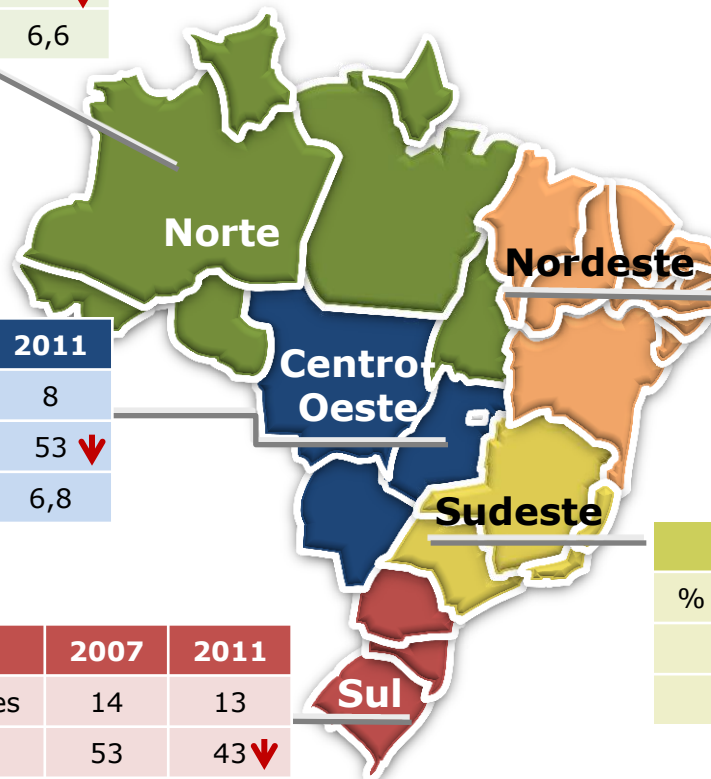 6,6
Norte
Nordeste
2011
8
53
6,8
Centro-
Oeste
Sudeste
%
2007 2011
es 14 13
53 43
Sul